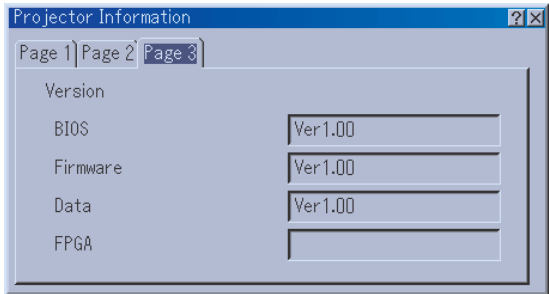 Projector Information ? X
Page 1 Page 2 Page 3
Version
BIOS Ver1.00
Firmware Ver1.00
Data Ver1.00
FPGA